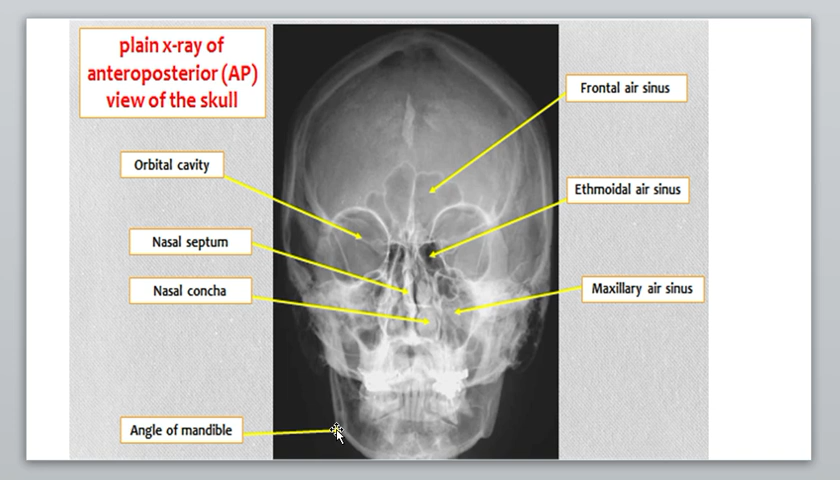 plain x-ray of
anteroposterior (AP)
view of the skull
Frontal air sinus
Orbital cavity
Ethmoidal air sinus
Nasal septum
Nasal concha
Maxillary air sinus
Angle of mandible